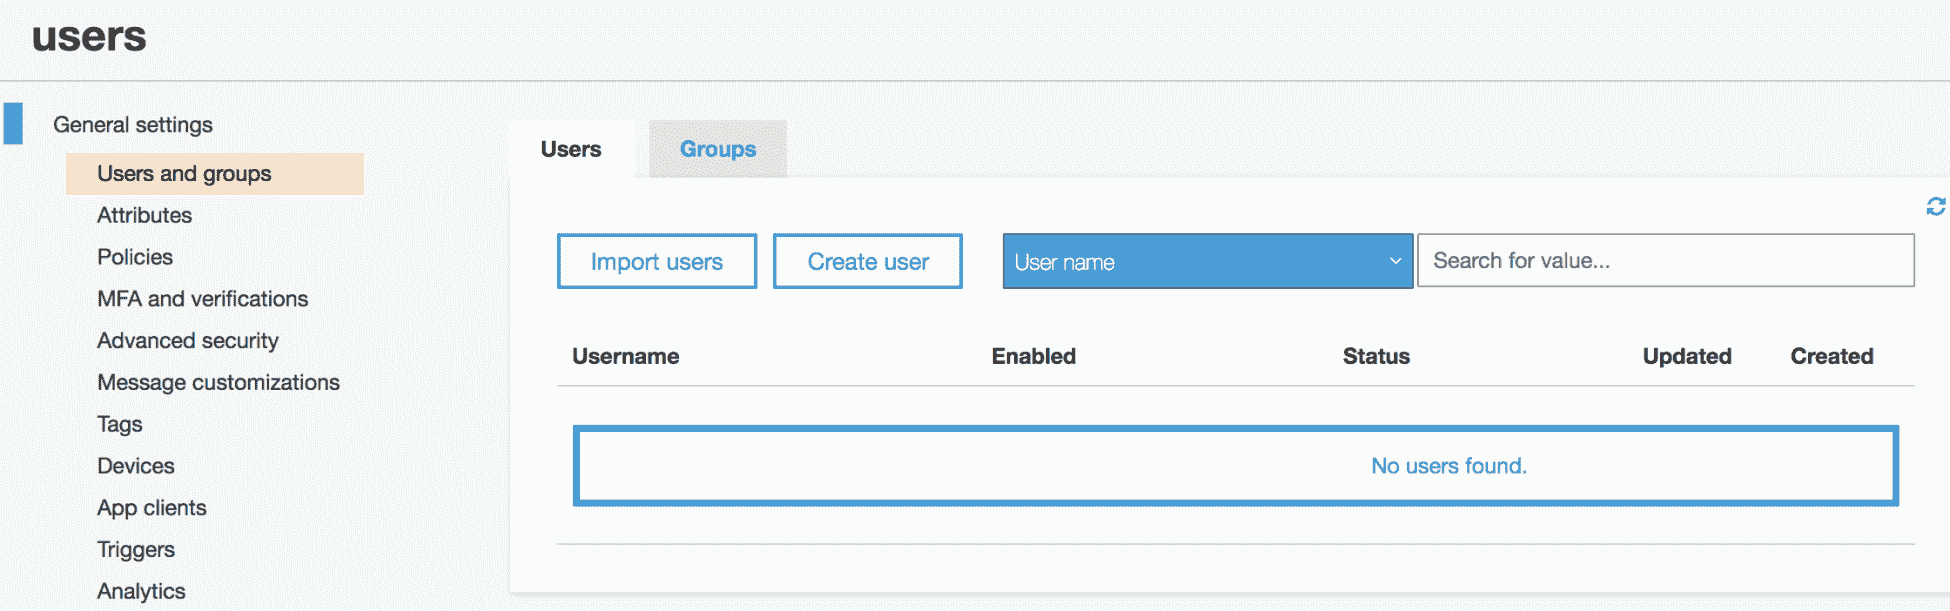 users
General settings
Users and groups
Attributes
Policies
MFA and verifications
Advanced security
Message customizations
Tags
Devices
App clients
Triggers
Analytics
Users Groups
Import users Create user User name Search for value...
Username Enabled Status Updated Created
No users found.